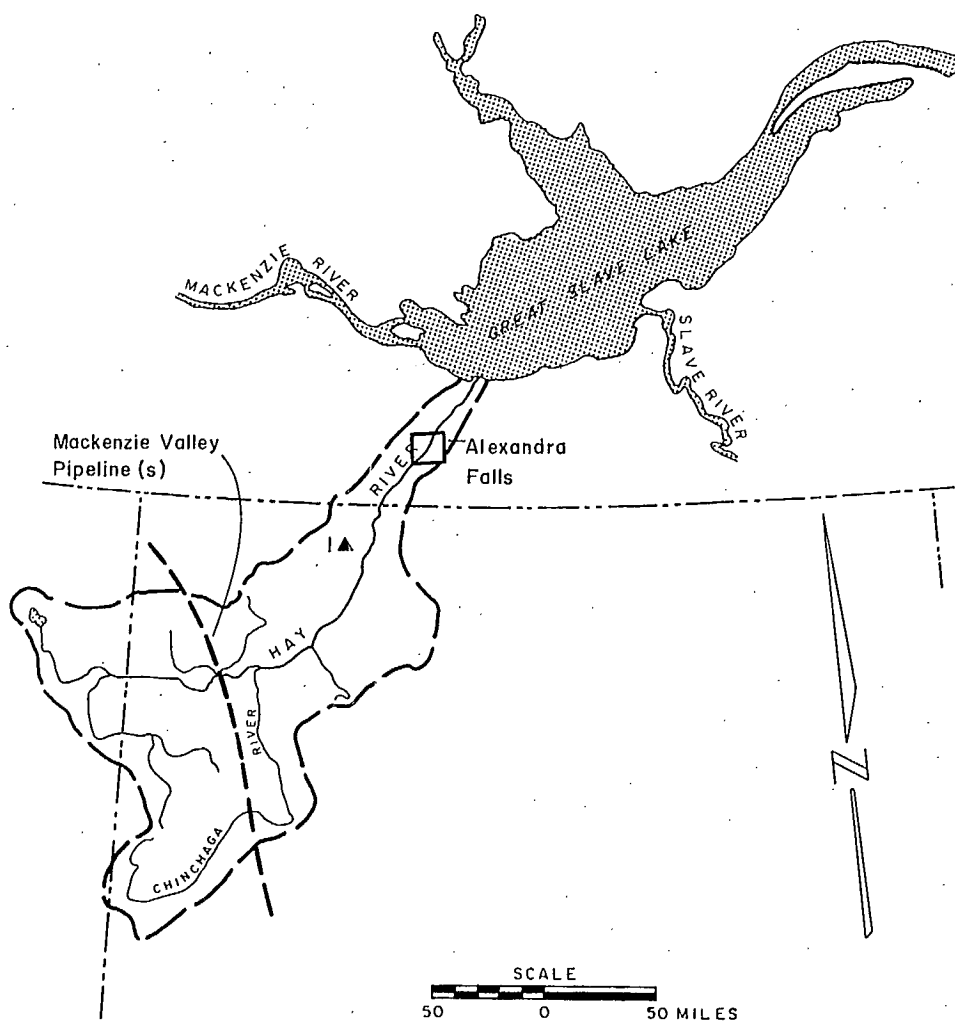 MACKENZIE RIVER
GREAT SLAVE LAKE
SLAVE RIVER
Mackenzie Valley
Pipeline (s)
RIVER
Alexandra
Falls
1
HAY
RIVER
CHINCHAGA
N
SCALE
50 0 50 MILES